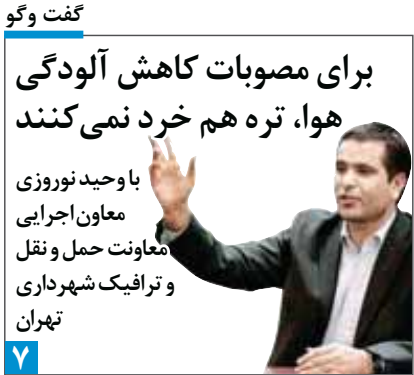 گفت وگو
برای مصوبات کاهش آلودگی
هوا، تره هم خرد نمی‌کنند
با وحید نوروزی
معاون اجرایی
معاونت حمل و نقل
و ترافیک شهرداری
تهران
۷